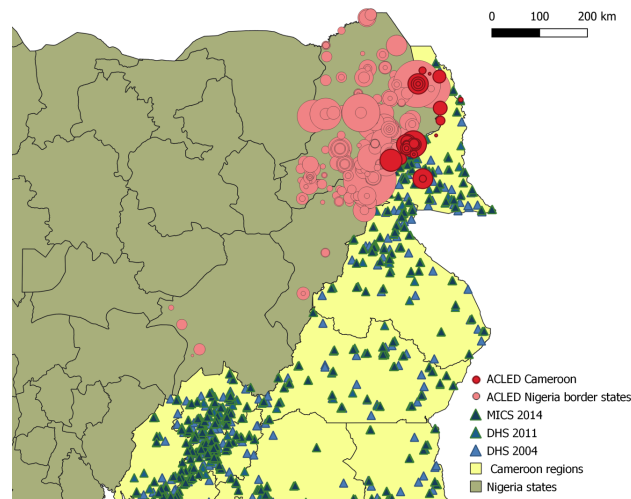 0 100 200 km
ACLED Cameroon
ACLED Nigeria border states
MICS 2014
DHS 2011
DHS 2004
Cameroon regions
Nigeria states